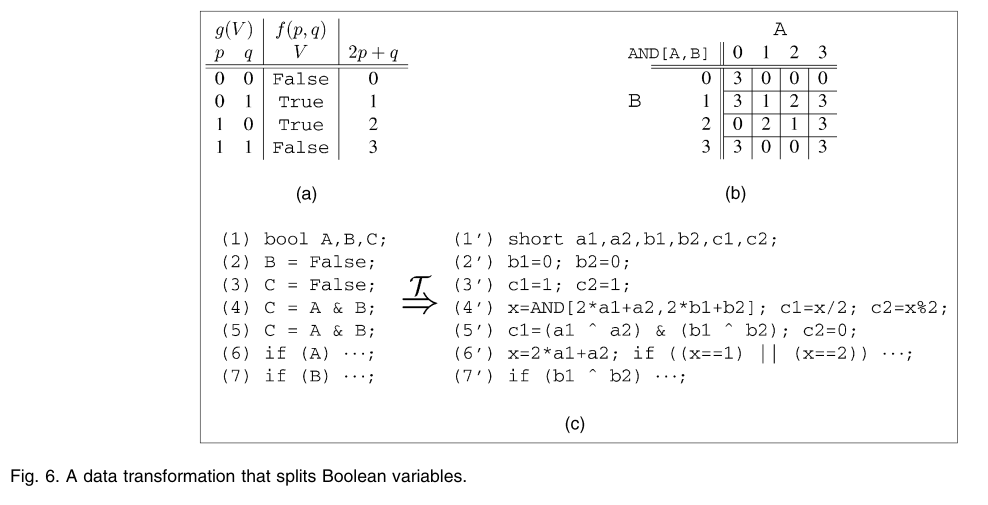 g(V) f(p, q)
p q V 2p + q
0 0 False 0
0 1 True 1
1 0 True 2
1 1 False 3
(a)
A
AND[A,B] 0 1 2 3
0 3 0 0 0
B 1 3 1 2 3
2 0 2 1 3
3 3 0 0 3
(b)
(1) bool A,B,C;
(2) B = False;
(3) C = False;
(4) C = A & B;
(5) C = A & B;
(6) if (A) ···;
(7) if (B) ···;
T
⇒
(1') short a1,a2,b1,b2,c1,c2;
(2') b1=0; b2=0;
(3') c1=1; c2=1;
(4') x=AND[2*a1+a2,2*b1+b2]; c1=x/2; c2=x%2;
(5') c1=(a1 ^ a2) & (b1 ^ b2); c2=0;
(6') x=2*a1+a2; if ((x==1) || (x==2)) ···;
(7') if (b1 ^ b2) ···;
(c)
Fig. 6. A data transformation that splits Boolean variables.